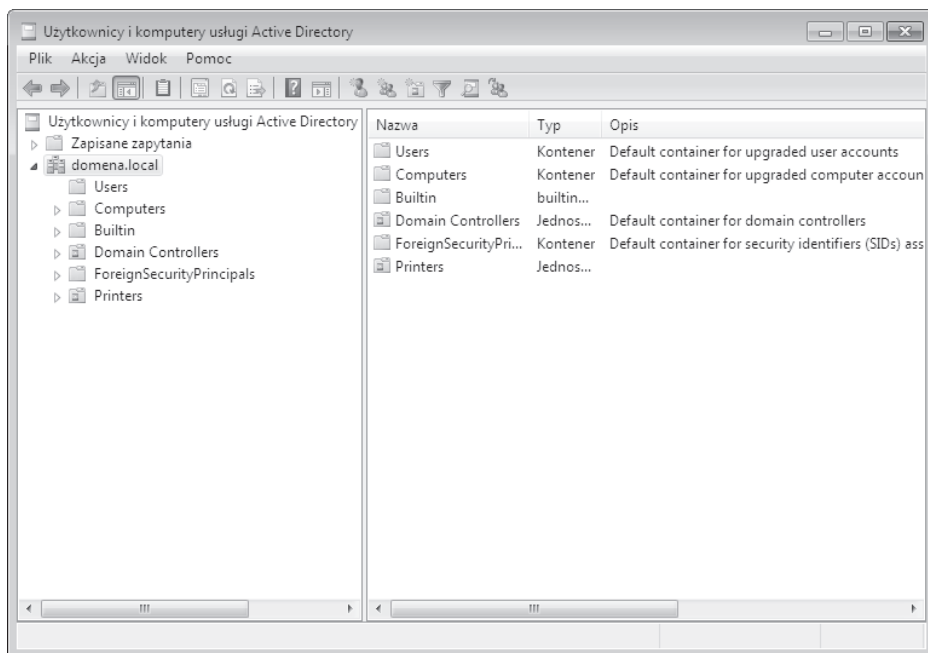 Użytkownicy i komputery usługi Active Directory
Plik Akcja Widok Pomoc
Użytkownicy i komputery usługi Active Directory
Zapisane zapytania
domena.local
Users
Computers
Builtin
Domain Controllers
ForeignSecurityPrincipals
Printers
Nazwa Typ Opis
Users Kontener Default container for upgraded user accounts
Computers Kontener Default container for upgraded computer accoun
Builtin builtin...
Domain Controllers Jednos... Default container for domain controllers
ForeignSecurityPri... Kontener Default container for security identifiers (SIDs) ass
Printers Jednos...